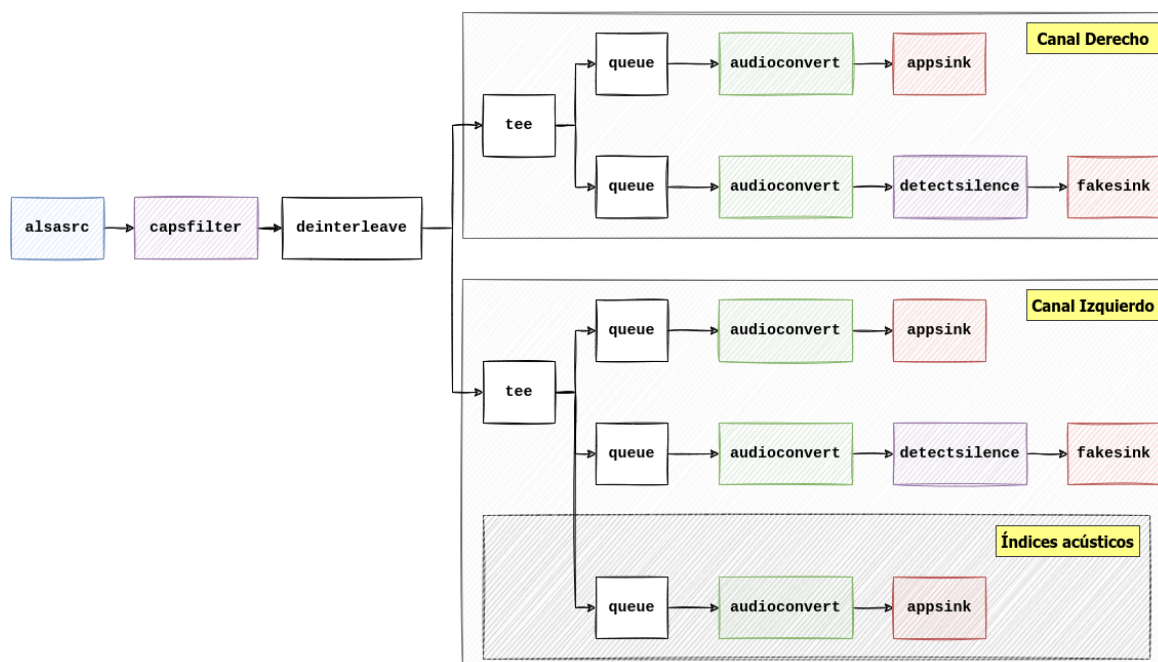 Canal Derecho
queue
audioconvert
appsink
tee
queue
audioconvert
detectsilence
fakesink
alsasrc
capsfilter
deinterleave
Canal Izquierdo
queue
audioconvert
appsink
tee
queue
audioconvert
detectsilence
fakesink
Índices acústicos
queue
audioconvert
appsink